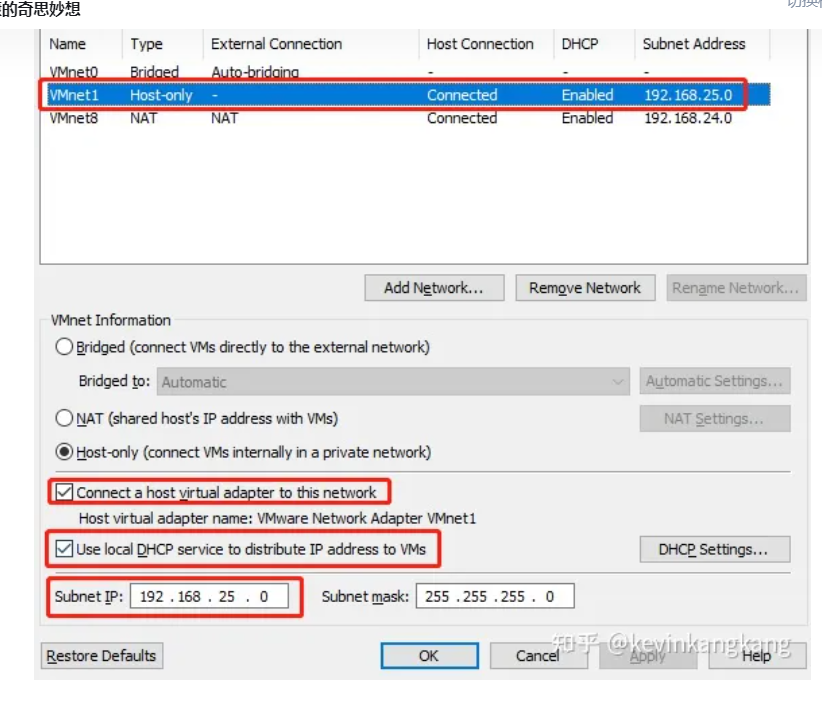 的奇思妙想
Name Type External Connection Host Connection DHCP Subnet Address
VMnet0 Bridged Auto-bridging - - -
VMnet1 Host-only - Connected Enabled 192.168.25.0
VMnet8 NAT NAT Connected Enabled 192.168.24.0
Add Network... Remove Network Rename Network...
VMnet Information
Bridged (connect VMs directly to the external network)
Bridged to: Automatic Automatic Settings...
NAT (shared host's IP address with VMs) NAT Settings...
Host-only (connect VMs internally in a private network)
Connect a host virtual adapter to this network
Host virtual adapter name: VMware Network Adapter VMnet1
Use local DHCP service to distribute IP address to VMs DHCP Settings...
Subnet IP: 192 .168 . 25 . 0 Subnet mask: 255 .255 .255 . 0
知乎 @kevinkangkang
Restore Defaults OK Cancel Apply Help